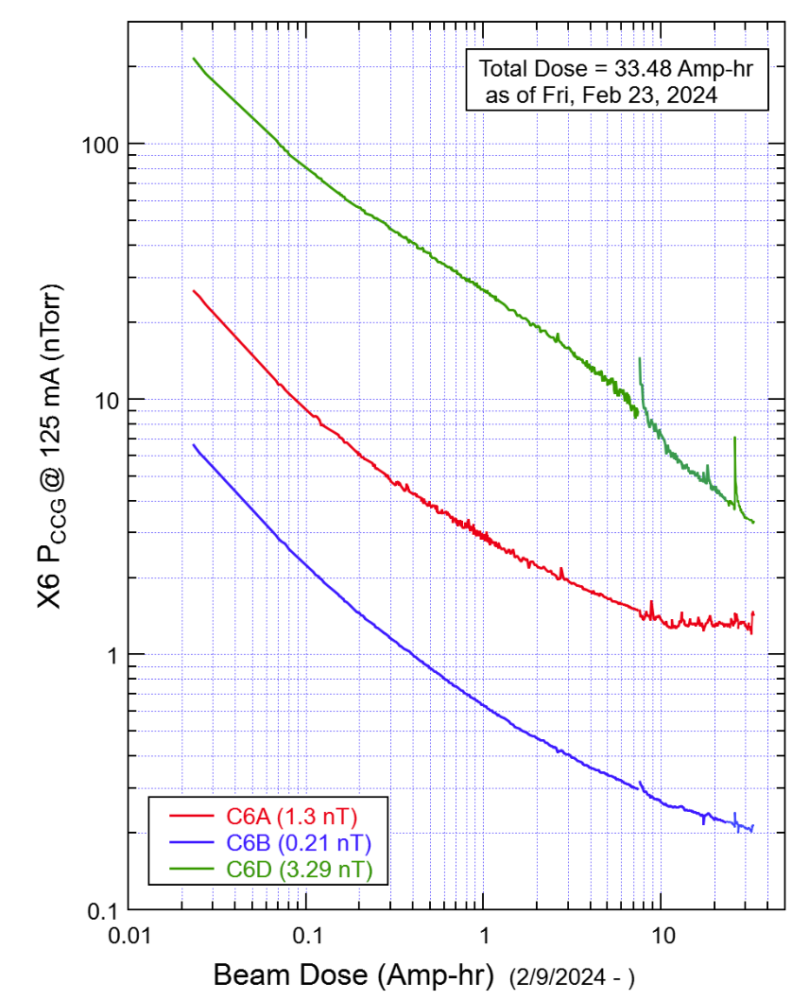 Total Dose = 33.48 Amp-hr
as of Fri, Feb 23, 2024
X6 P_CCG @ 125 mA (nTorr)
100
10
1
0.1
C6A (1.3 nT)
C6B (0.21 nT)
C6D (3.29 nT)
0.01
0.1
1
10
Beam Dose (Amp-hr) (2/9/2024 - )